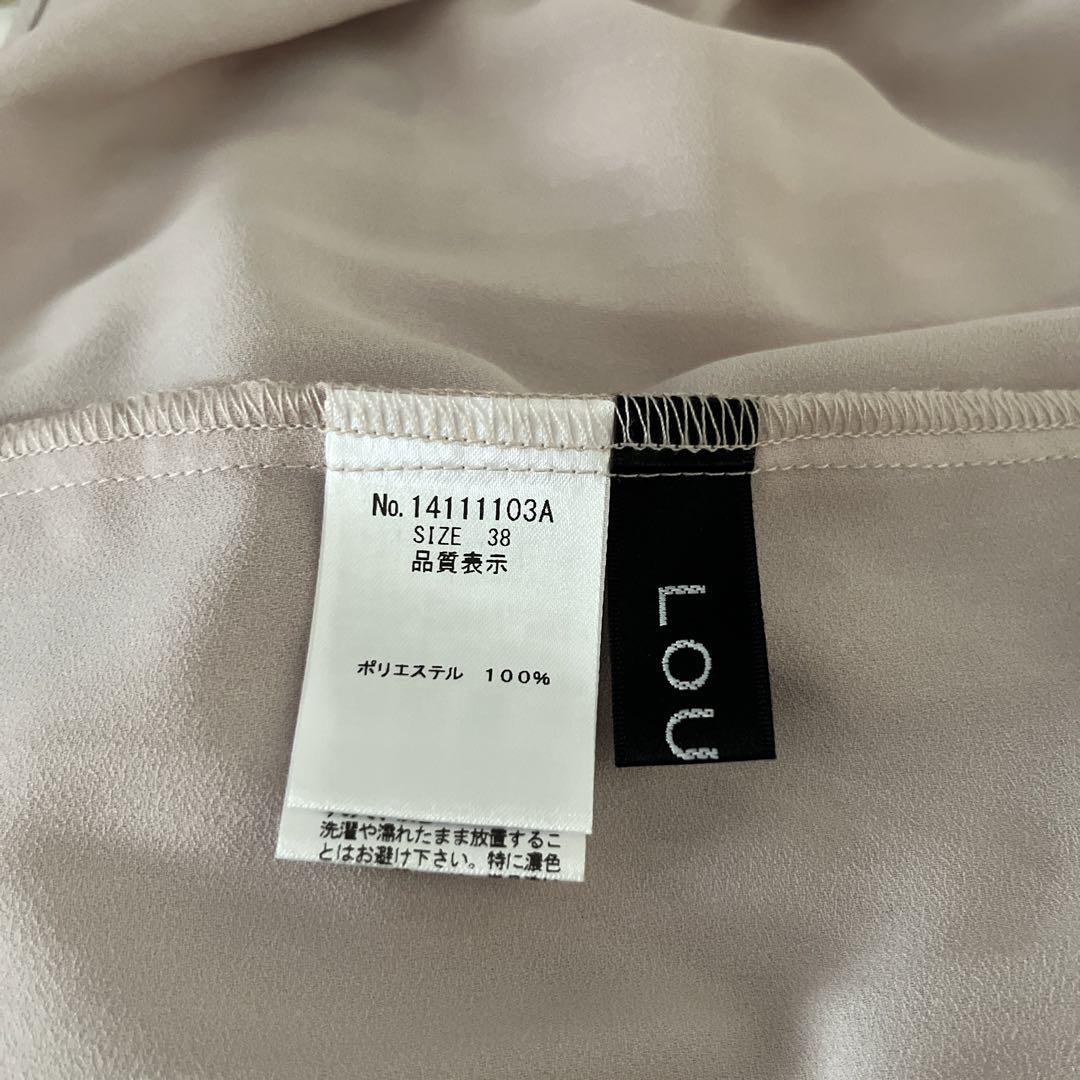 No.14111103A
SIZE 38
品質表示
ポリエステル 100%
洗濯や濡れたまま放置するこ
とはお避け下さい。特に濃色
LOU